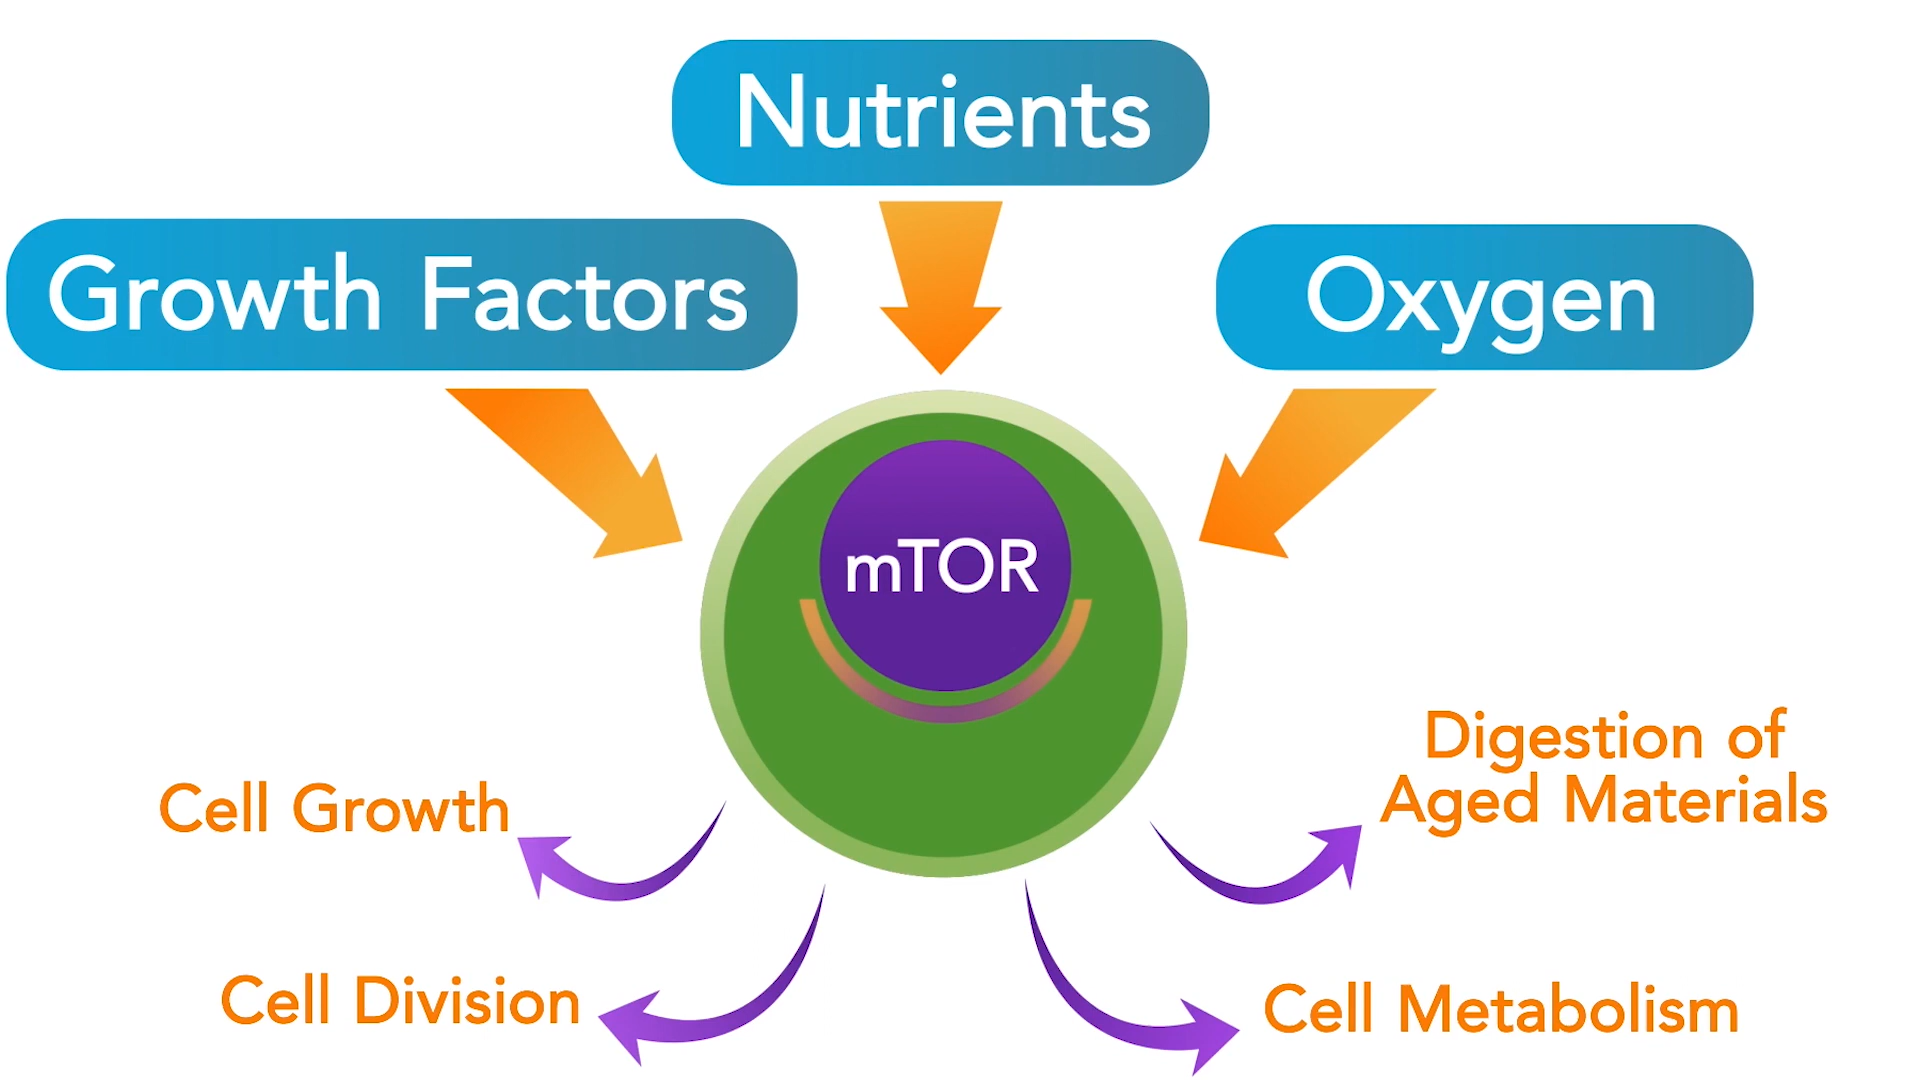 Nutrients
Growth Factors
Oxygen
mTOR
Digestion of
Aged Materials
Cell Growth
Cell Division
Cell Metabolism